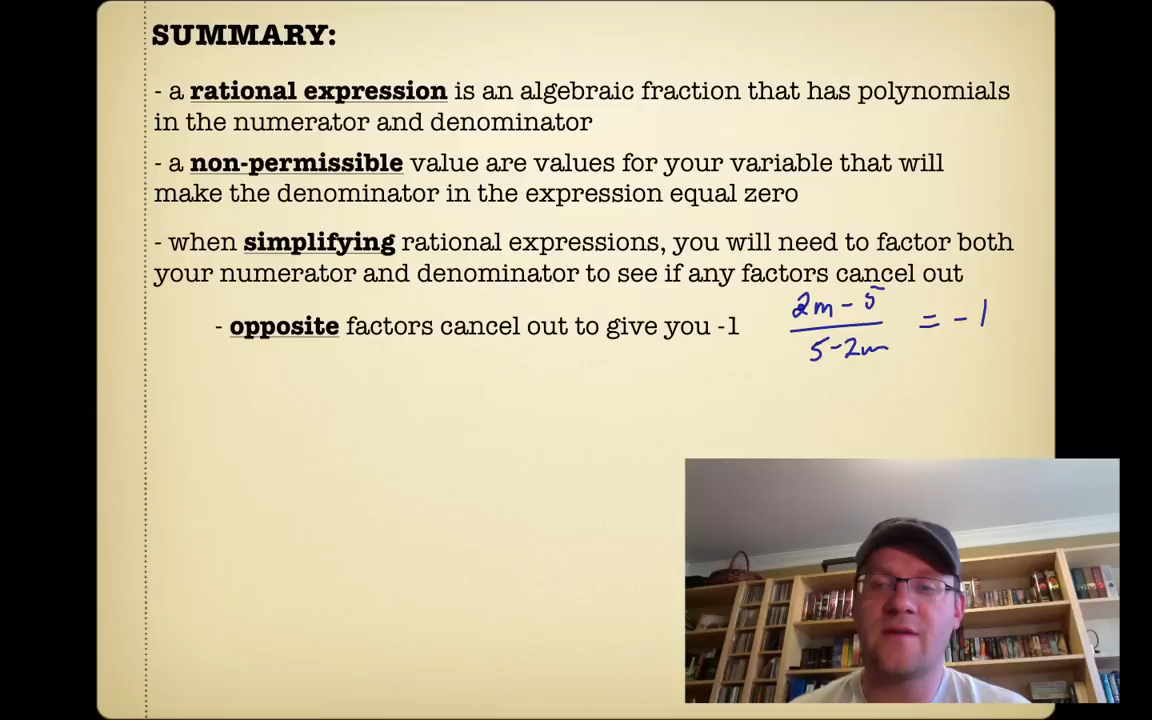 SUMMARY:
- a rational expression is an algebraic fraction that has polynomials
in the numerator and denominator
- a non-permissible value are values for your variable that will
make the denominator in the expression equal zero
- when simplifying rational expressions, you will need to factor both
your numerator and denominator to see if any factors cancel out
- opposite factors cancel out to give you -1
2m - 5
5 - 2m
= - 1